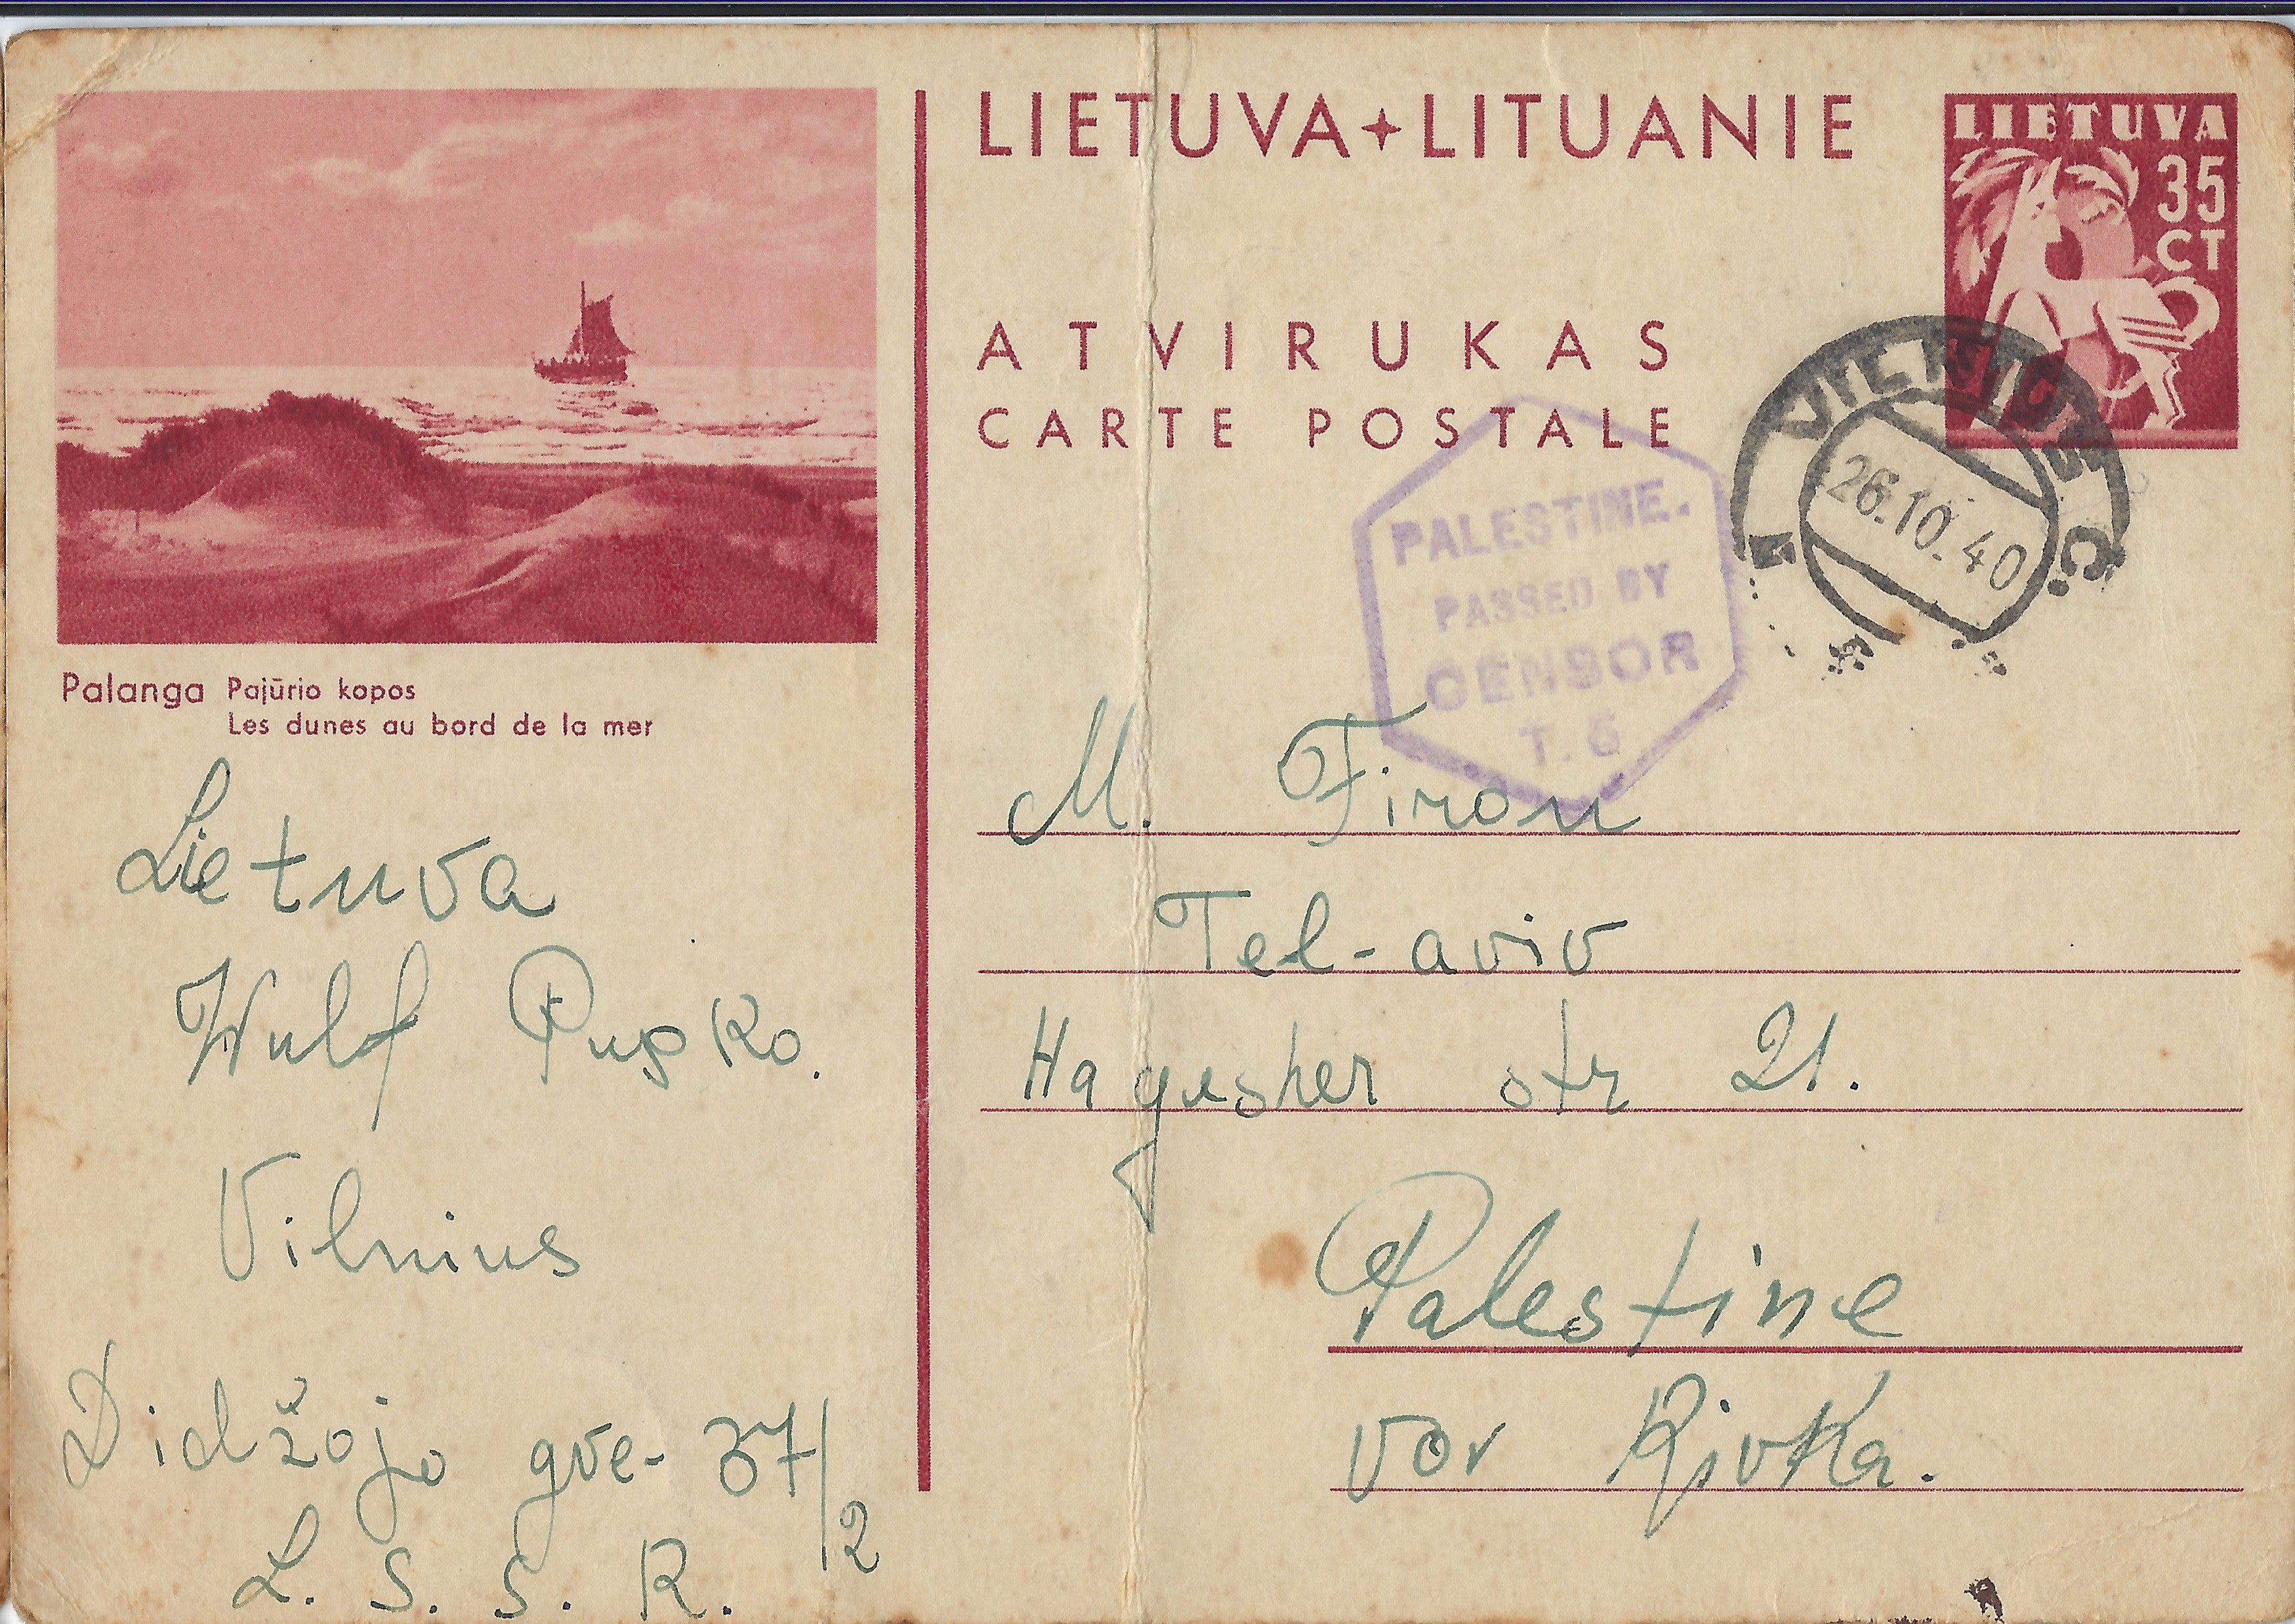 LIETUVA+LITUANIE
ATVIRUKAS
CARTE POSTALE
LIETUVA
35
CT
VILNIUS
26.10.40
1 C.
PALESTINE.
PASSED BY
CENSOR
T. 6
Palanga Pajūrio kopos
Les dunes au bord de la mer
Lietuva
Wulf Pupko.
Vilnius
Didžojo gve- 37/2
L. S. S. R.
M. Firon
Tel-aviv
Hagesher str 21.
Palestine
vor Rivka.